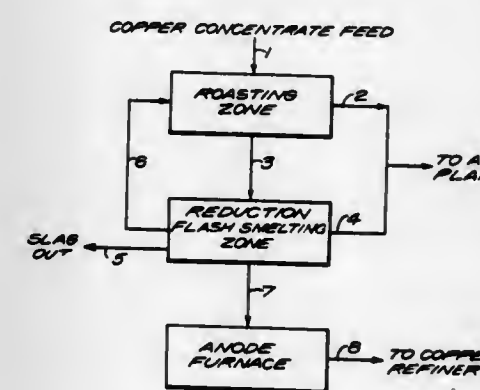 COPPER CONCENTRATE FEED
1
ROASTING
ZONE
2
6
3
TO A
PLA
REDUCTION
FLASH SMELTING
ZONE
4
SLAG
OUT
5
7
ANODE
FURNACE
8
TO COPPE
REFINER